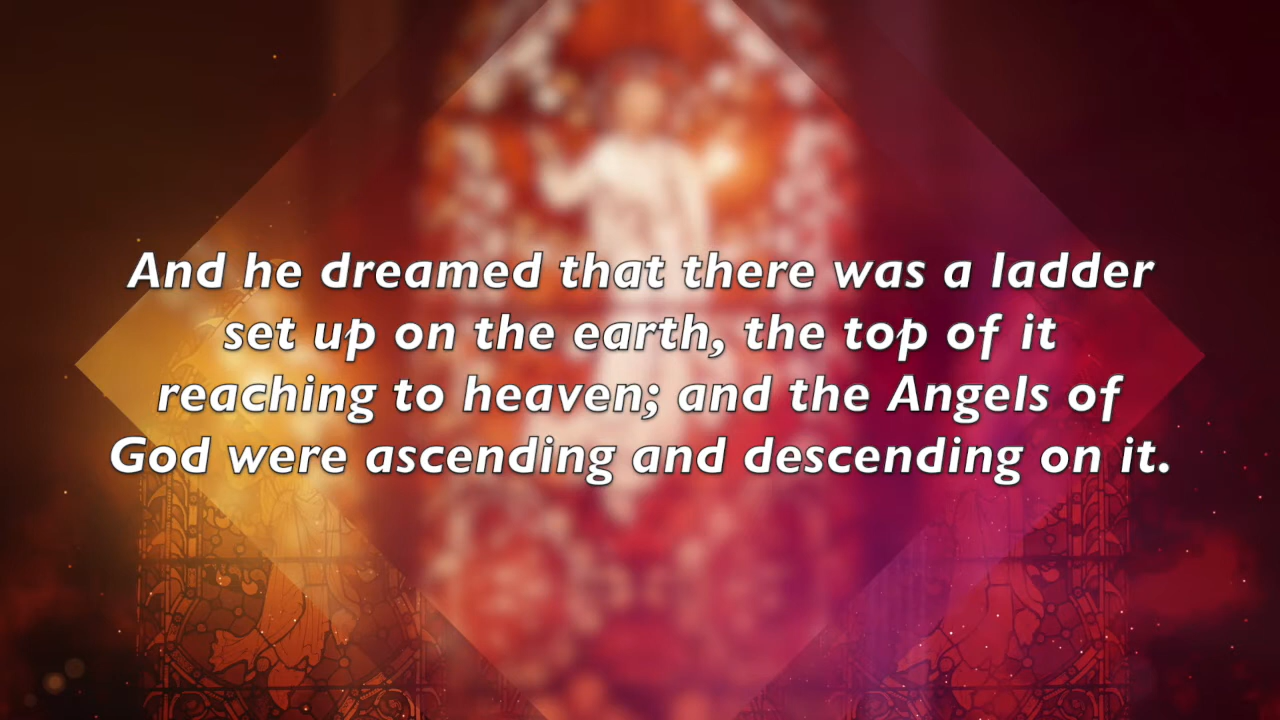 And he dreamed that there was a ladder
set up on the earth, the top of it
reaching to heaven; and the Angels of
God were ascending and descending on it.